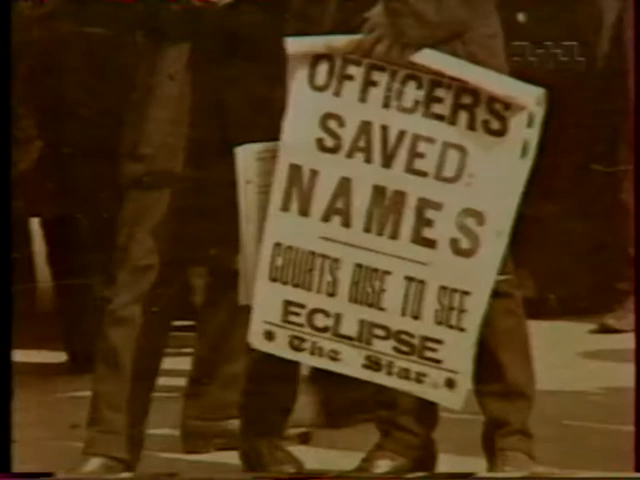 OFFICERS
SAVED:
NAMES
COURTS RISE TO SEE
ECLIPSE
* The Star. *